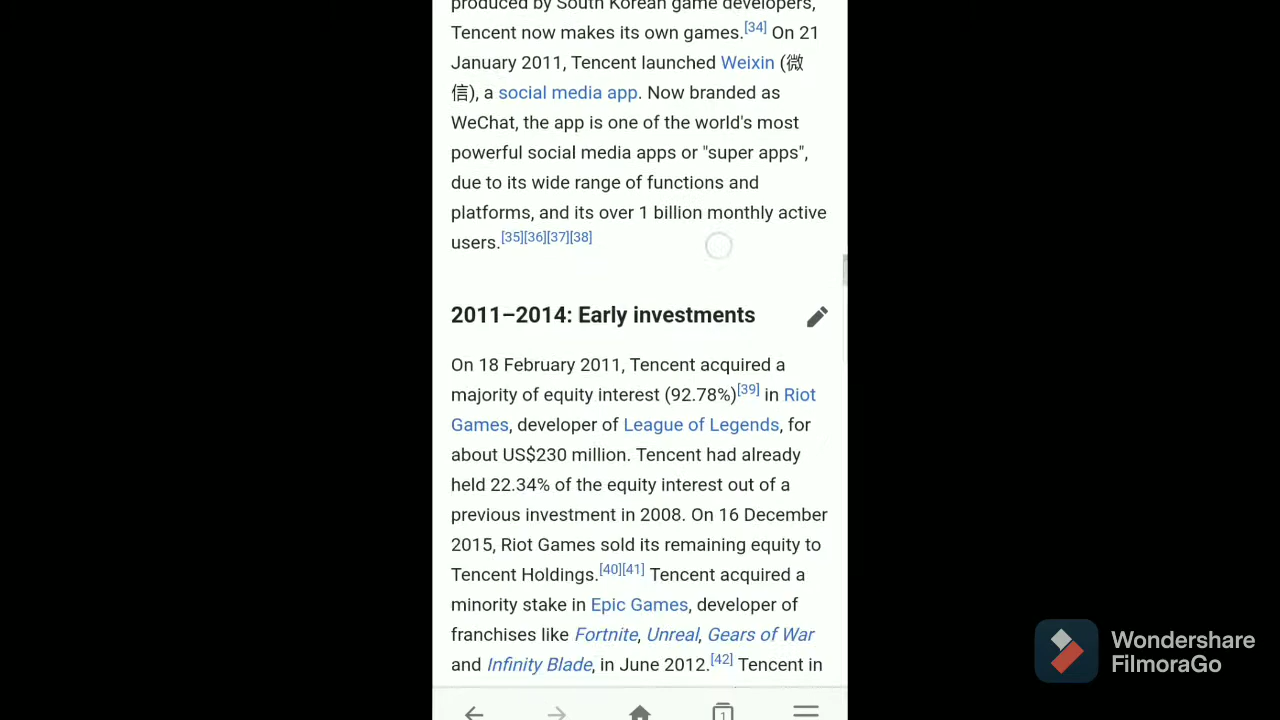 produced by South Korean game developers,
Tencent now makes its own games.[34] On 21
January 2011, Tencent launched Weixin (微
信), a social media app. Now branded as
WeChat, the app is one of the world's most
powerful social media apps or "super apps",
due to its wide range of functions and
platforms, and its over 1 billion monthly active
users.[35][36][37][38]
2011–2014: Early investments
On 18 February 2011, Tencent acquired a
majority of equity interest (92.78%)[39] in Riot
Games, developer of League of Legends, for
about US$230 million. Tencent had already
held 22.34% of the equity interest out of a
previous investment in 2008. On 16 December
2015, Riot Games sold its remaining equity to
Tencent Holdings.[40][41] Tencent acquired a
minority stake in Epic Games, developer of
franchises like Fortnite, Unreal, Gears of War
and Infinity Blade, in June 2012.[42] Tencent in
1
Wondershare
FilmoraGo